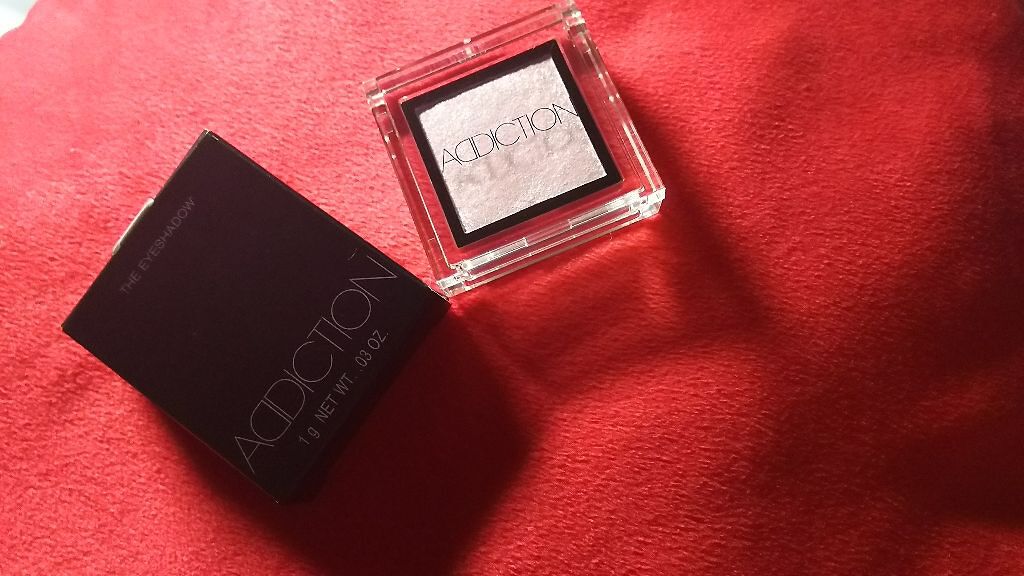 THE EYESHADOW
ADDICTION
1 g NET WT. .03 OZ.
ADDICTION